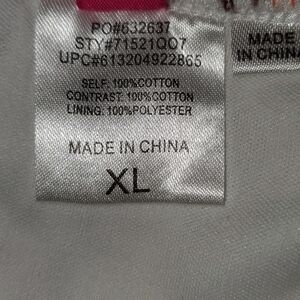 PO#632637
STY#71521QO7
UPC#613204922865
SELF: 100%COTTON
CONTRAST: 100%COTTON
LINING: 100%POLYESTER
MADE IN CHINA
XL
MADE
IN CHINA